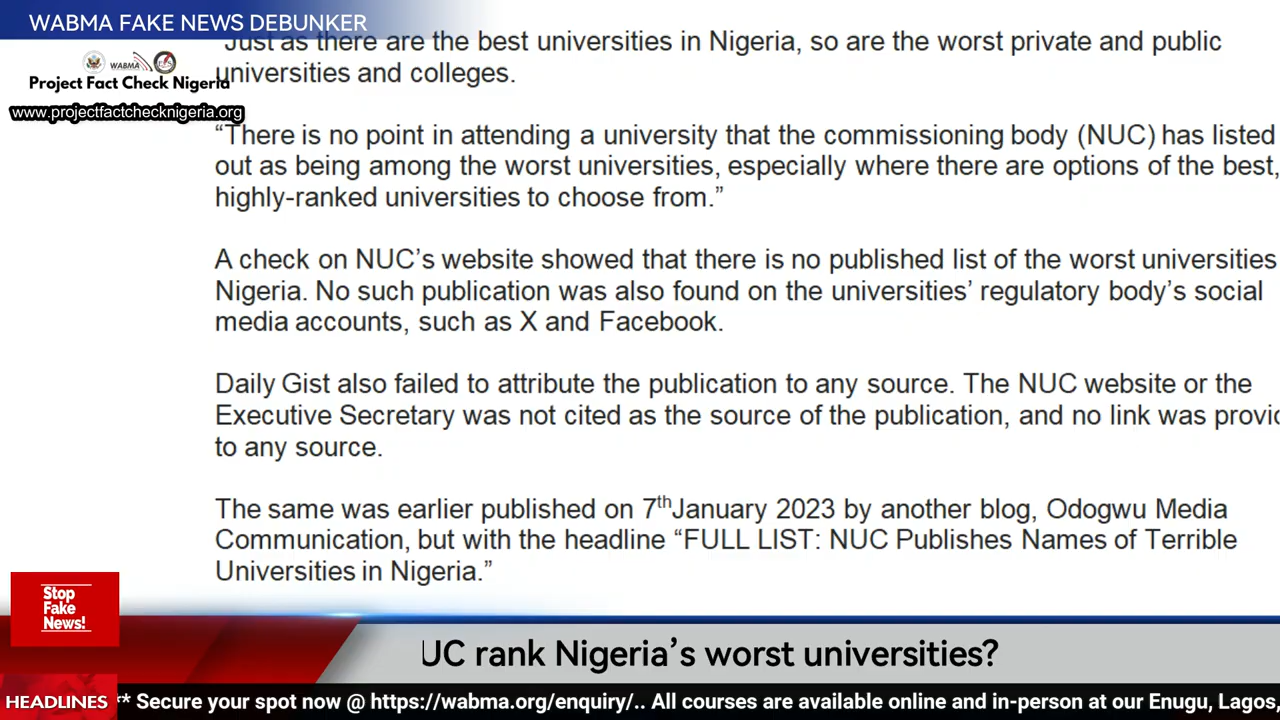 WABMA FAKE NEWS DEBUNKER
WABMA
Project Fact Check Nigeria
www.projectfactchecknigeria.org
"Just as there are the best universities in Nigeria, so are the worst private and public
universities and colleges.
“There is no point in attending a university that the commissioning body (NUC) has listed
out as being among the worst universities, especially where there are options of the best,
highly-ranked universities to choose from.”
A check on NUC’s website showed that there is no published list of the worst universities
Nigeria. No such publication was also found on the universities’ regulatory body’s social
media accounts, such as X and Facebook.
Daily Gist also failed to attribute the publication to any source. The NUC website or the
Executive Secretary was not cited as the source of the publication, and no link was provid
to any source.
The same was earlier published on 7th January 2023 by another blog, Odogwu Media
Communication, but with the headline “FULL LIST: NUC Publishes Names of Terrible
Universities in Nigeria.”
Stop
Fake
News!
UC rank Nigeria’s worst universities?
HEADLINES
** Secure your spot now @ https://wabma.org/enquiry/.. All courses are available online and in-person at our Enugu, Lagos,